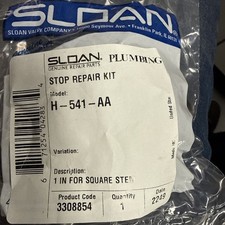 SLOAN
SLOAN VALVE COMPANY
Franklin Park, IL
SLOAN PLUMBING
GENUINE REPAIR PARTS
STOP REPAIR KIT
Model:
H-541-AA
Variation:
Description:
1 IN FOR SQUARE STEM
Product Code Quantity Date
3308854 1